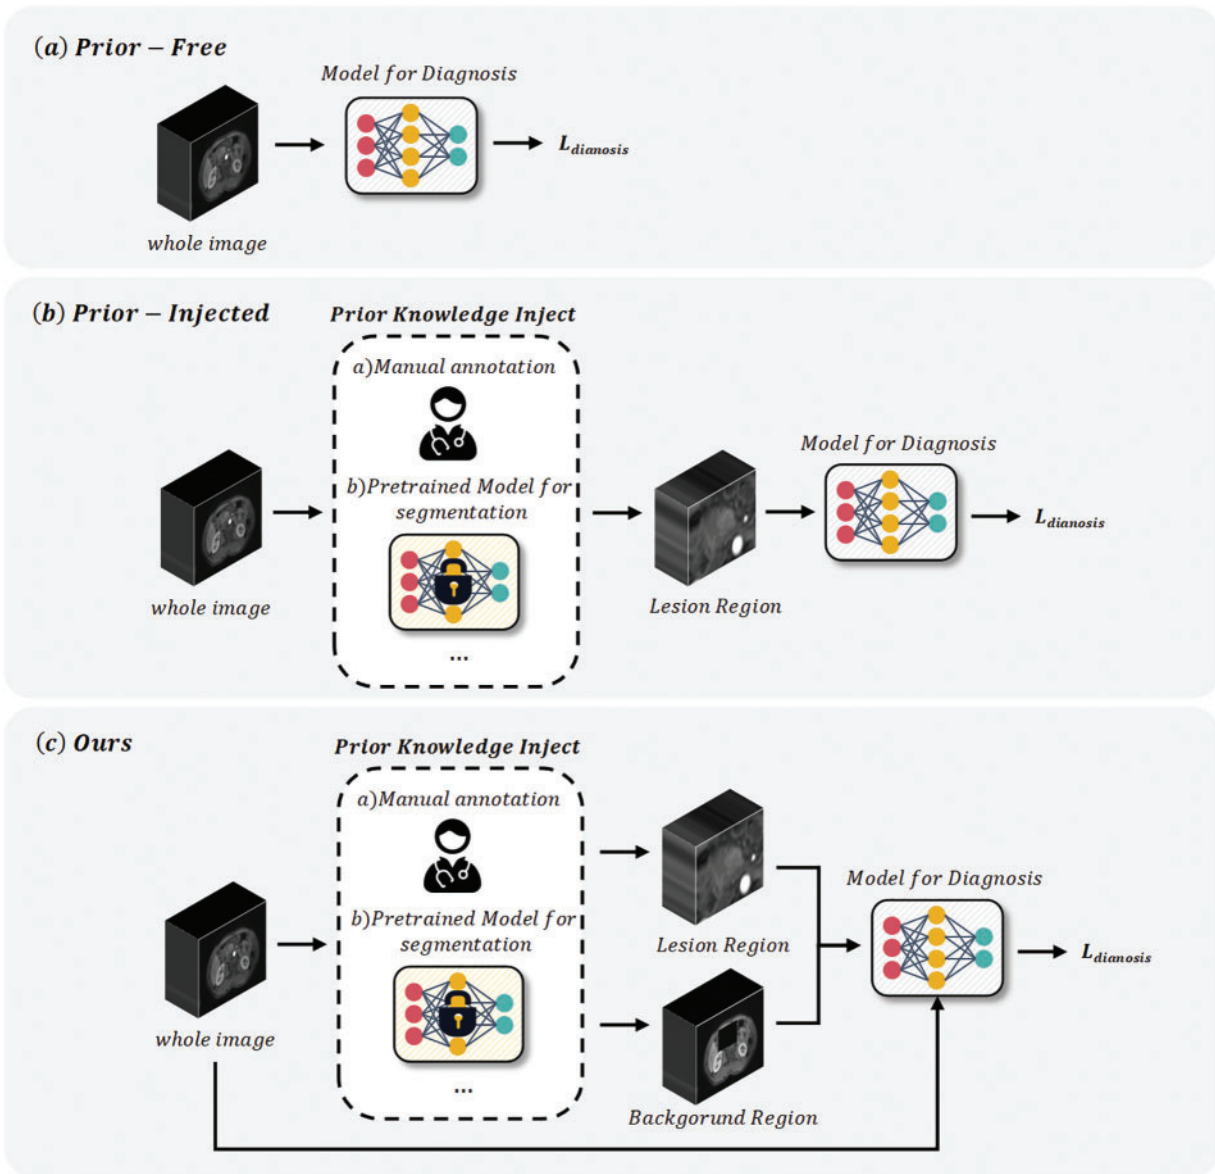 (a) Prior – Free
Model for Diagnosis
L_dianosis
whole image
(b) Prior – Injected
Prior Knowledge Inject
a)Manual annotation
b)Pretrained Model for
segmentation
...
whole image
Lesion Region
Model for Diagnosis
L_dianosis
(c) Ours
Prior Knowledge Inject
a)Manual annotation
b)Pretrained Model for
segmentation
...
whole image
Lesion Region
Backgorund Region
Model for Diagnosis
L_dianosis